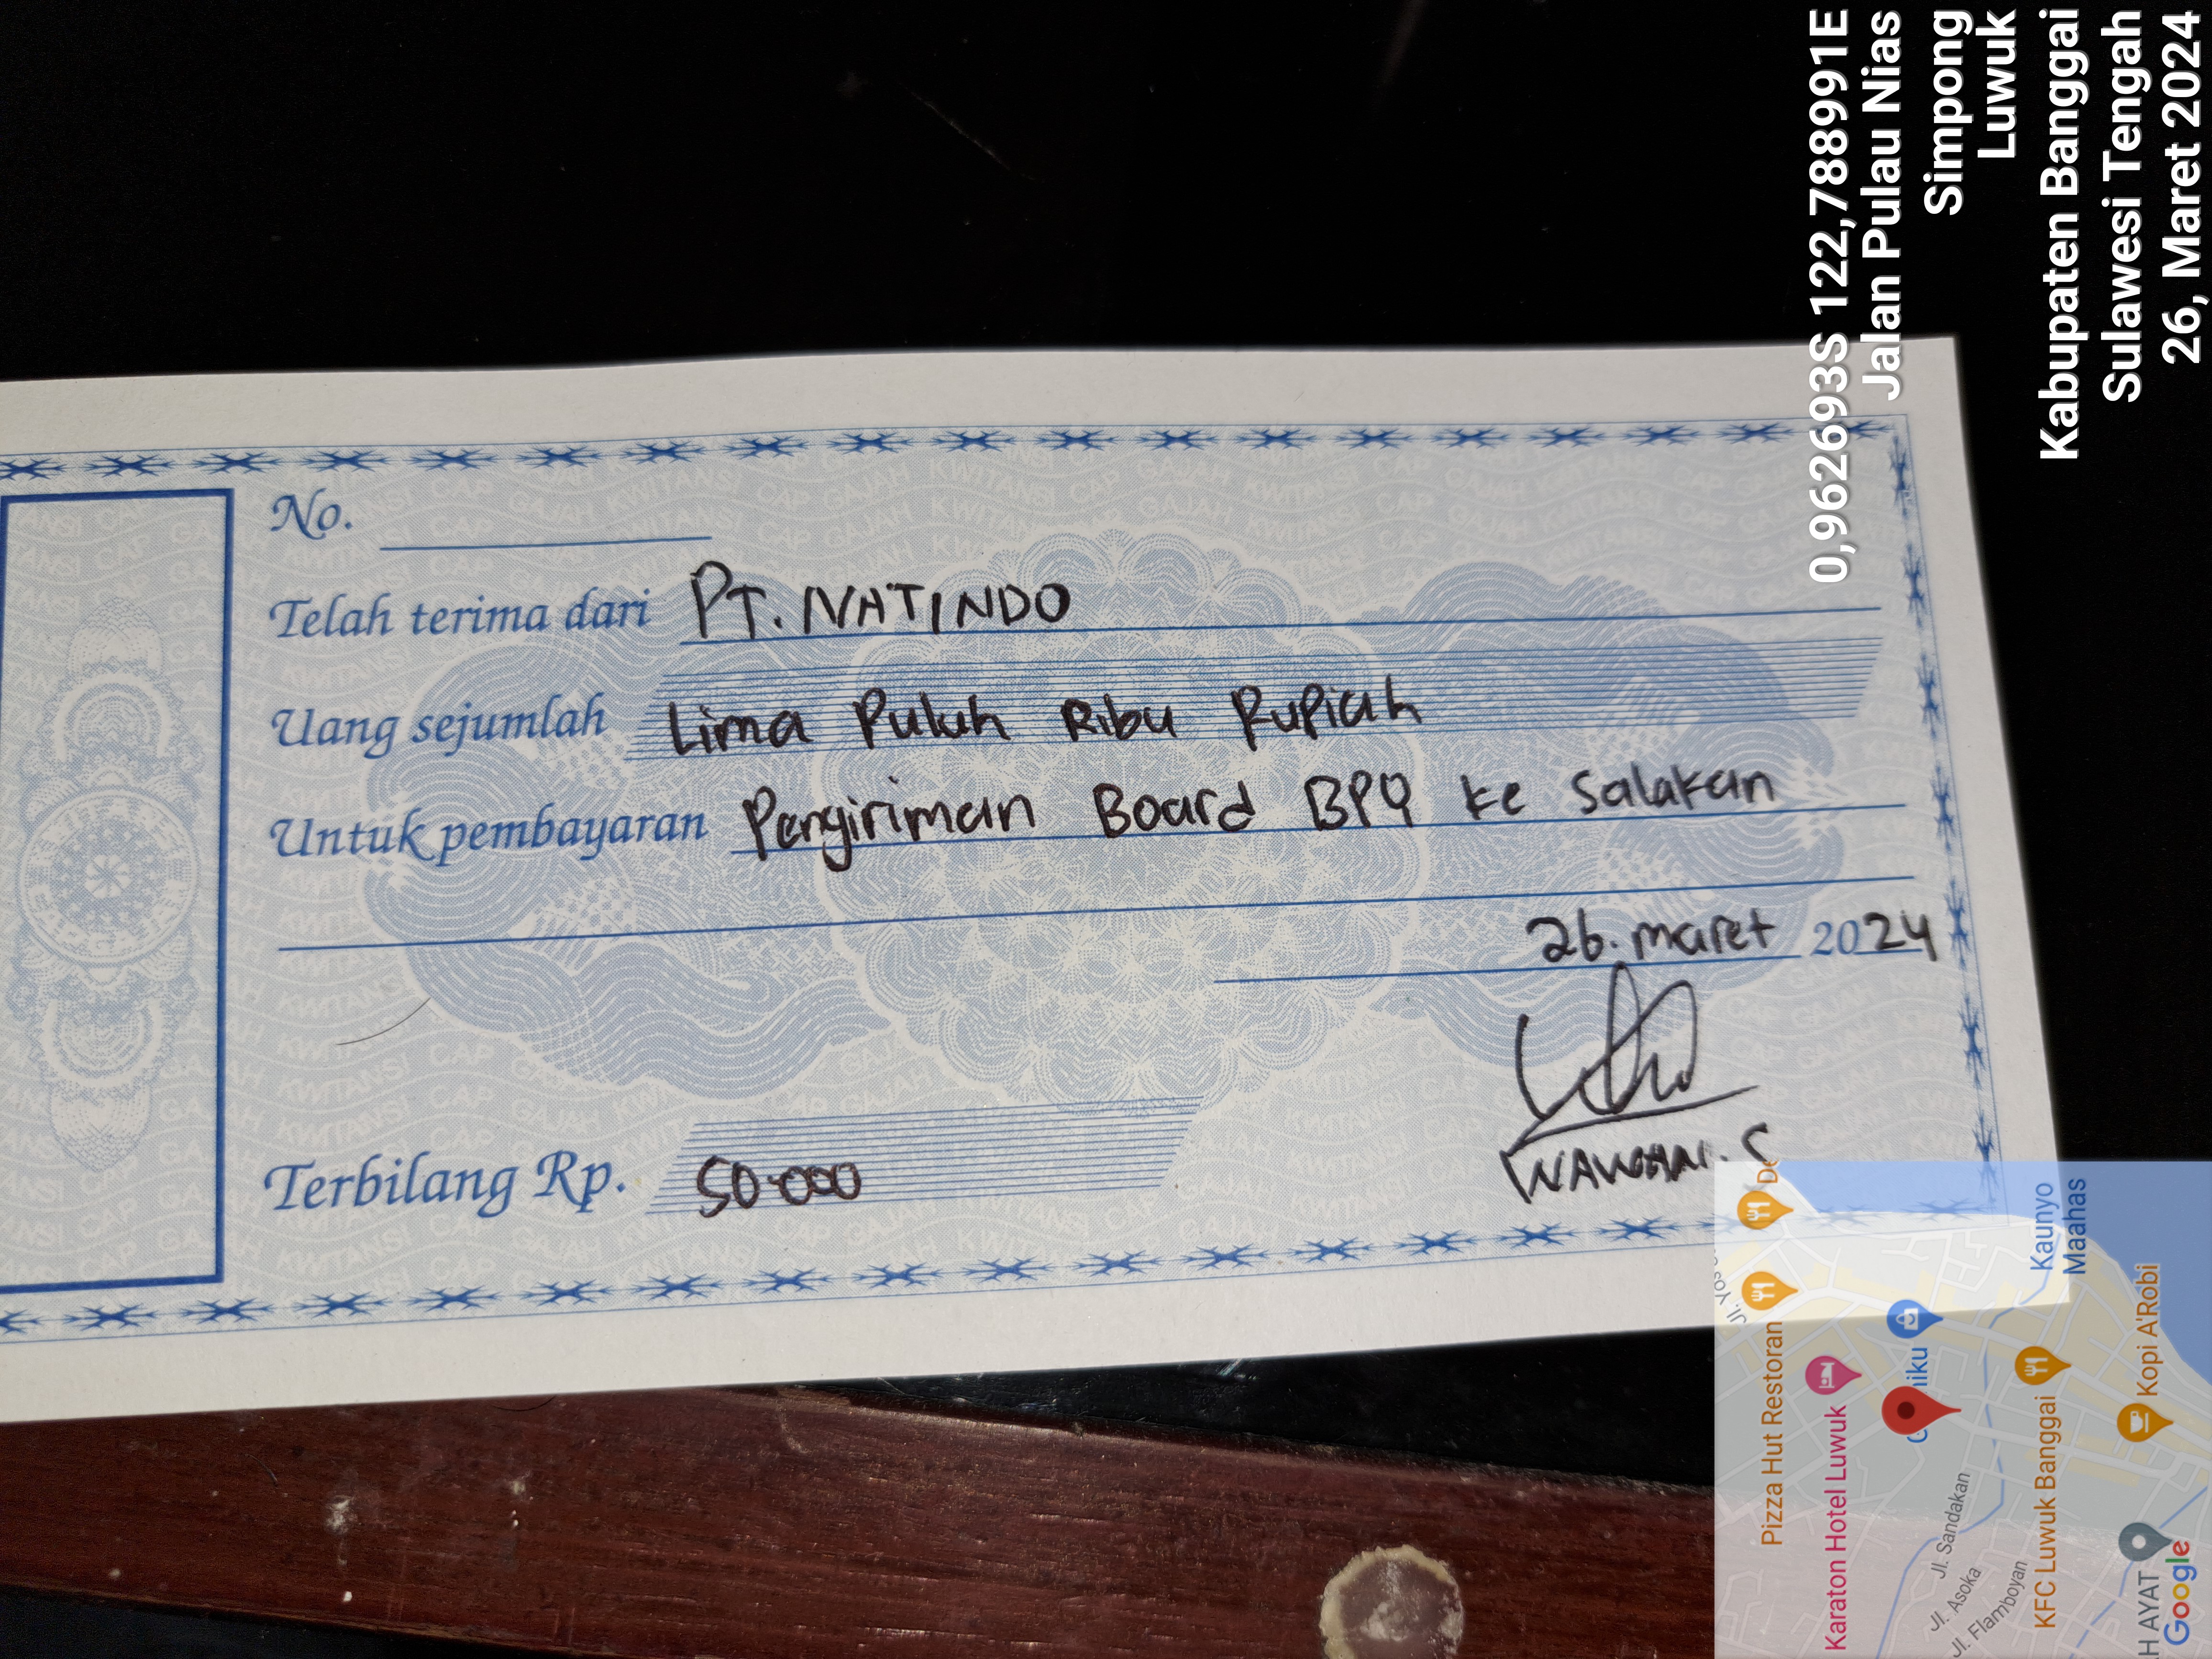 No.
Telah terima dari PT. NATINDO
Uang sejumlah Lima Puluh Ribu Rupiah
Untuk pembayaran Pengiriman Board BPQ ke Salakan
26. maret 2024
Terbilang Rp. 50.000
0,9626693S 122,7888991E
Jalan Pulau Nias
Simpong
Luwuk
Kabupaten Banggai
Sulawesi Tengah
26, Maret 2024
Pizza Hut Restoran
Karaton Hotel Luwuk
Jl. Sandakan
Jl. Asoka
Jl. Flamboyan
KFC Luwuk Banggai
Kopi A'Robi
Kaunyo
Maahas
H AYAT
Google